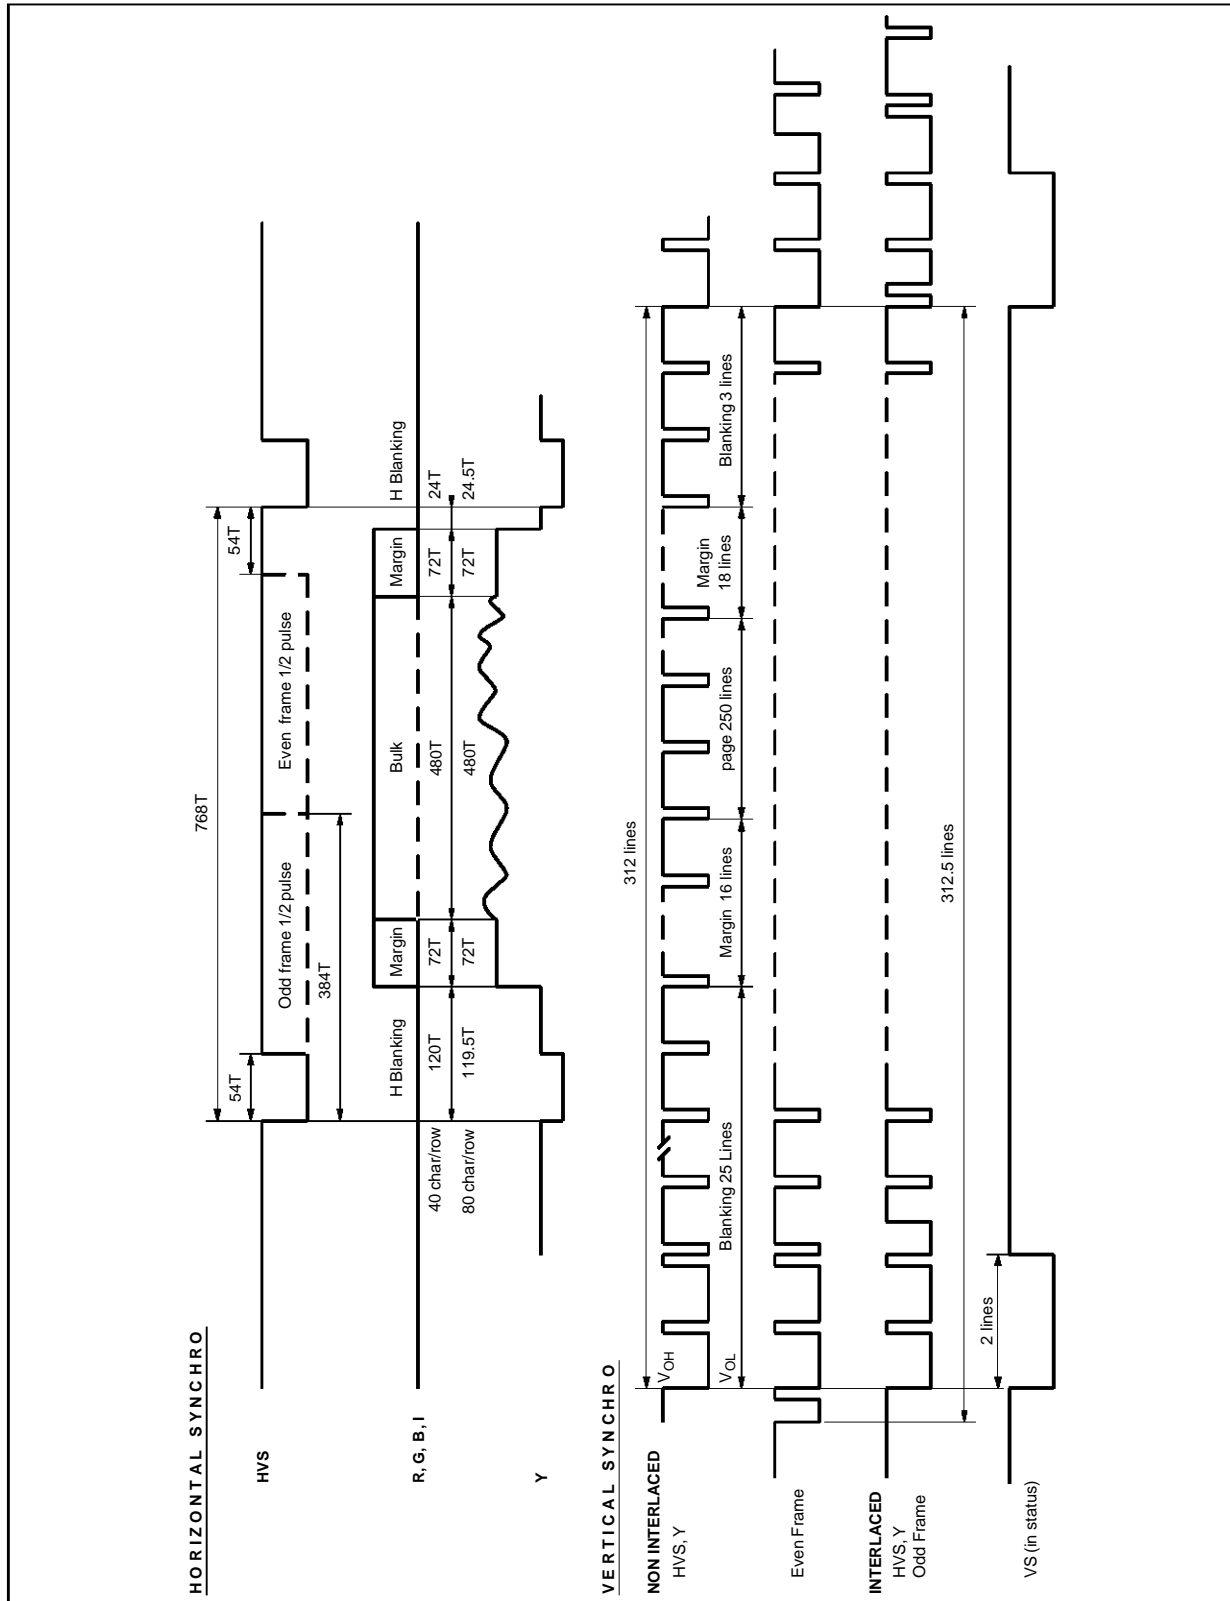 HORIZONTAL SYNCHRO
HVS
768T
54T
54T
Odd frame 1/2 pulse
Even frame 1/2 pulse
384T
R, G, B, I
H Blanking
Margin
Bulk
Margin
H Blanking
40 char/row
120T
72T
480T
72T
24T
80 char/row
119.5T
72T
480T
72T
24.5T
Y
VERTICAL SYNCHRO
312 lines
NON INTERLACED
HVS, Y
VOH
VOL
Blanking 25 Lines
Margin 16 lines
page 250 lines
Margin
18 lines
Blanking 3 lines
Even Frame
INTERLACED
HVS, Y
Odd Frame
312.5 lines
2 lines
VS (in status)